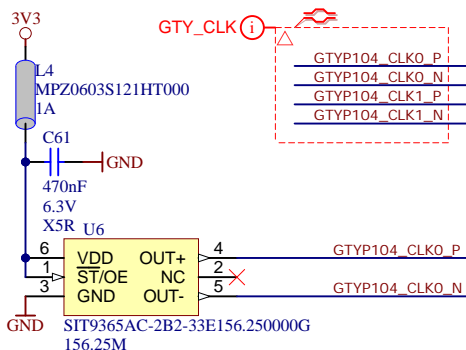 3V3
GTY_CLK i
L4
MPZ0603S121HT000
1A
GTYP104_CLK0_P
GTYP104_CLK0_N
GTYP104_CLK1_P
GTYP104_CLK1_N
C61
GND
470nF
6.3V
X5R
U6
6 VDD OUT+ 4 GTYP104_CLK0_P
1 ST/OE NC 2
3 GND OUT- 5 GTYP104_CLK0_N
GND
SIT9365AC-2B2-33E156.250000G
156.25M